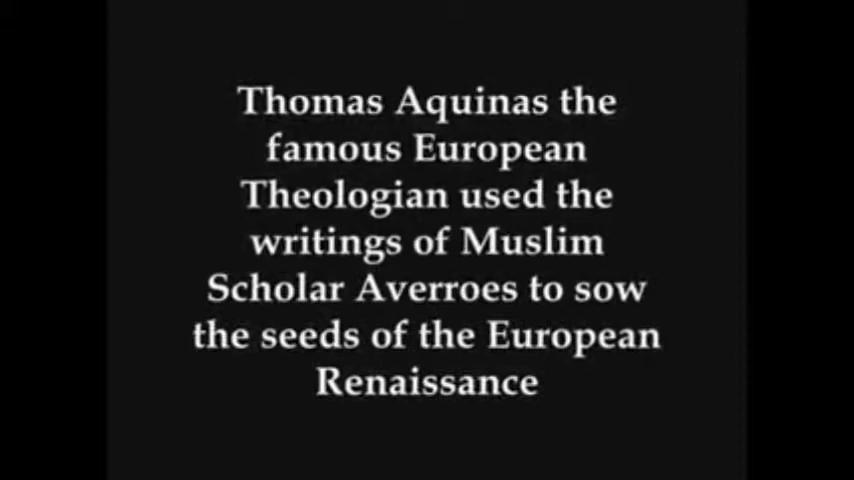 Thomas Aquinas the
famous European
Theologian used the
writings of Muslim
Scholar Averroes to sow
the seeds of the European
Renaissance